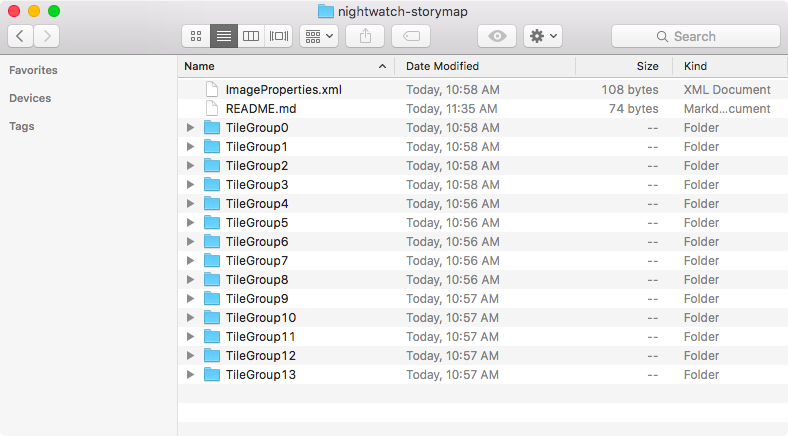 nightwatch-storymap
Search
Favorites
Devices
Tags
Name Date Modified Size Kind
ImageProperties.xml Today, 10:58 AM 108 bytes XML Document
README.md Today, 11:35 AM 74 bytes Markd...cument
TileGroup0 Today, 10:58 AM -- Folder
TileGroup1 Today, 10:58 AM -- Folder
TileGroup2 Today, 10:58 AM -- Folder
TileGroup3 Today, 10:58 AM -- Folder
TileGroup4 Today, 10:56 AM -- Folder
TileGroup5 Today, 10:56 AM -- Folder
TileGroup6 Today, 10:56 AM -- Folder
TileGroup7 Today, 10:56 AM -- Folder
TileGroup8 Today, 10:56 AM -- Folder
TileGroup9 Today, 10:57 AM -- Folder
TileGroup10 Today, 10:57 AM -- Folder
TileGroup11 Today, 10:57 AM -- Folder
TileGroup12 Today, 10:57 AM -- Folder
TileGroup13 Today, 10:57 AM -- Folder